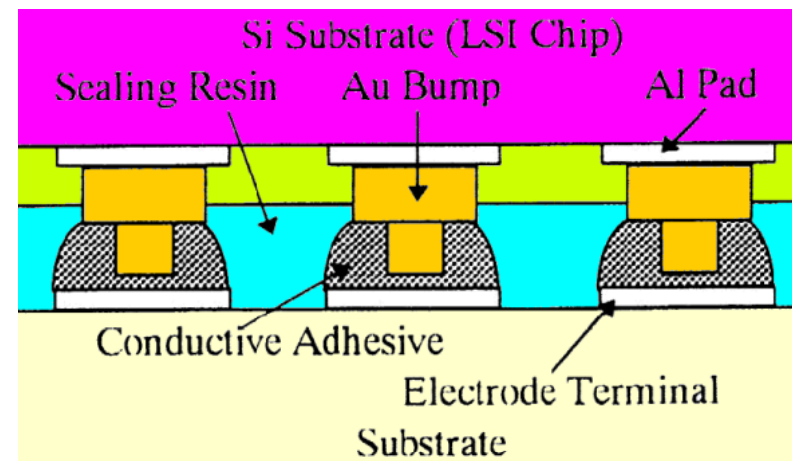 Si Substrate (LSI Chip)
Sealing Resin Au Bump Al Pad
Conductive Adhesive
Electrode Terminal
Substrate